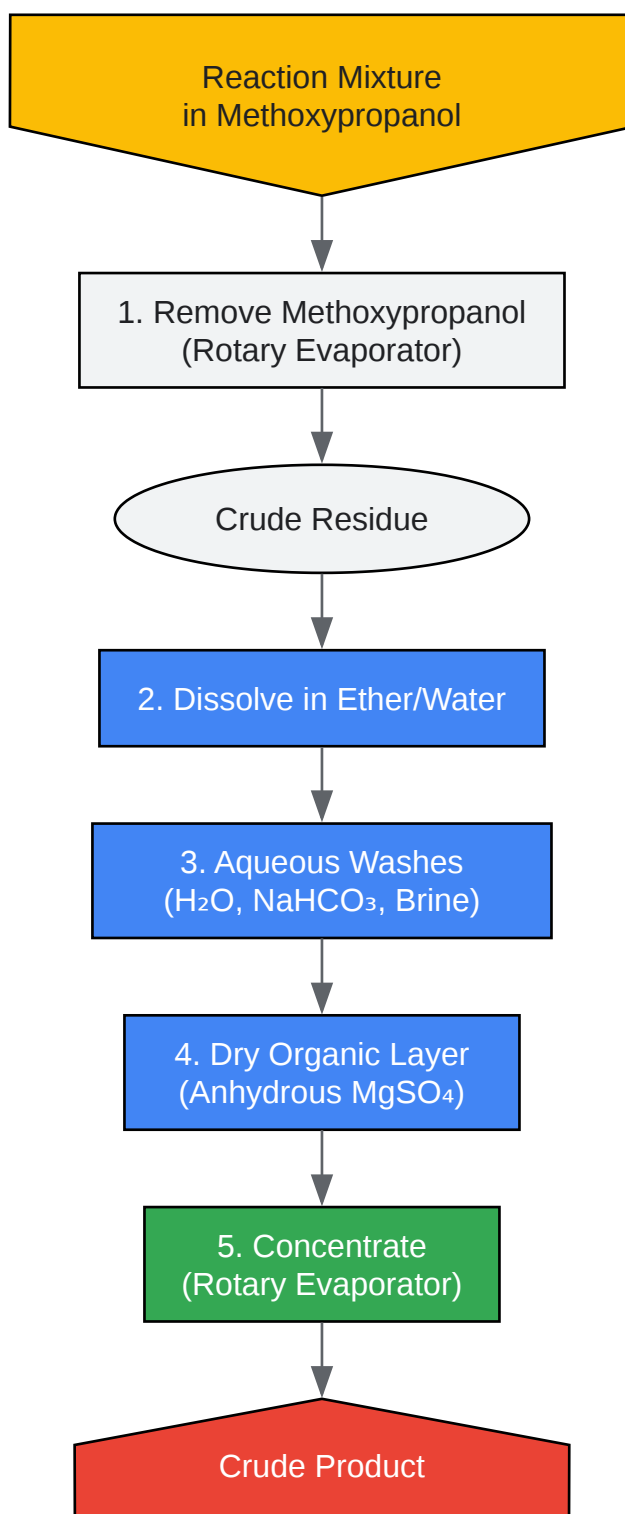 Reaction Mixture
in Methoxypropanol
1. Remove Methoxypropanol
(Rotary Evaporator)
Crude Residue
2. Dissolve in Ether/Water
3. Aqueous Washes
(H₂O, NaHCO₃, Brine)
4. Dry Organic Layer
(Anhydrous MgSO₄)
5. Concentrate
(Rotary Evaporator)
Crude Product